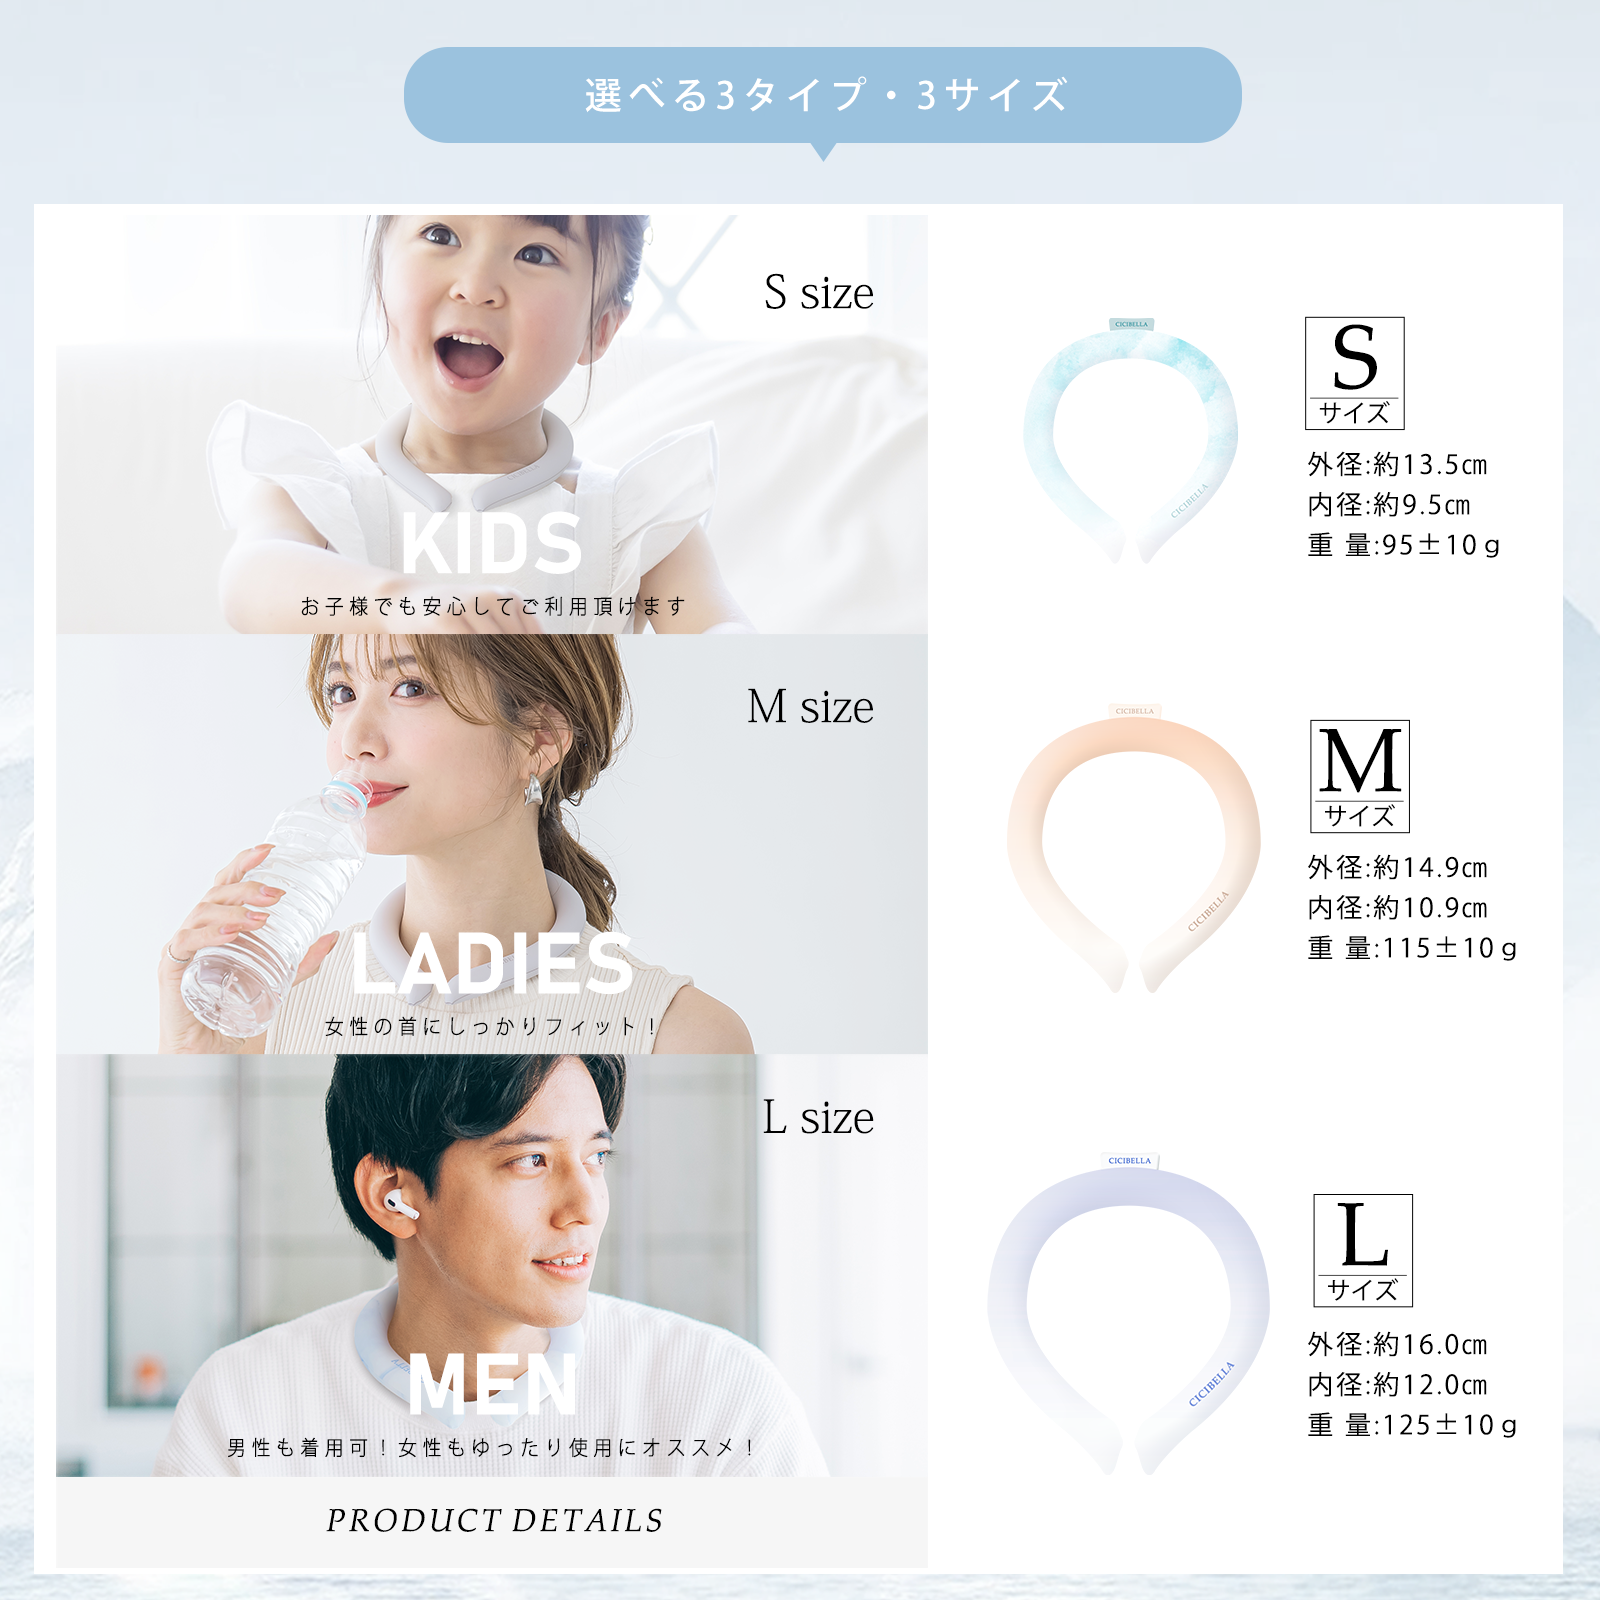 選べる3タイプ・3サイズ
S size
KIDS
お子様でも安心してご利用頂けます
CICIBELLA
CICIBELLA
S
サイズ
外径:約13.5㎝
内径:約9.5㎝
重 量:95±10g
M size
LADIES
女性の首にしっかりフィット！
CICIBELLA
CICIBELLA
M
サイズ
外径:約14.9㎝
内径:約10.9㎝
重 量:115±10g
L size
MEN
男性も着用可！女性もゆったり使用にオススメ！
CICIBELLA
CICIBELLA
L
サイズ
外径:約16.0㎝
内径:約12.0㎝
重 量:125±10g
PRODUCT DETAILS